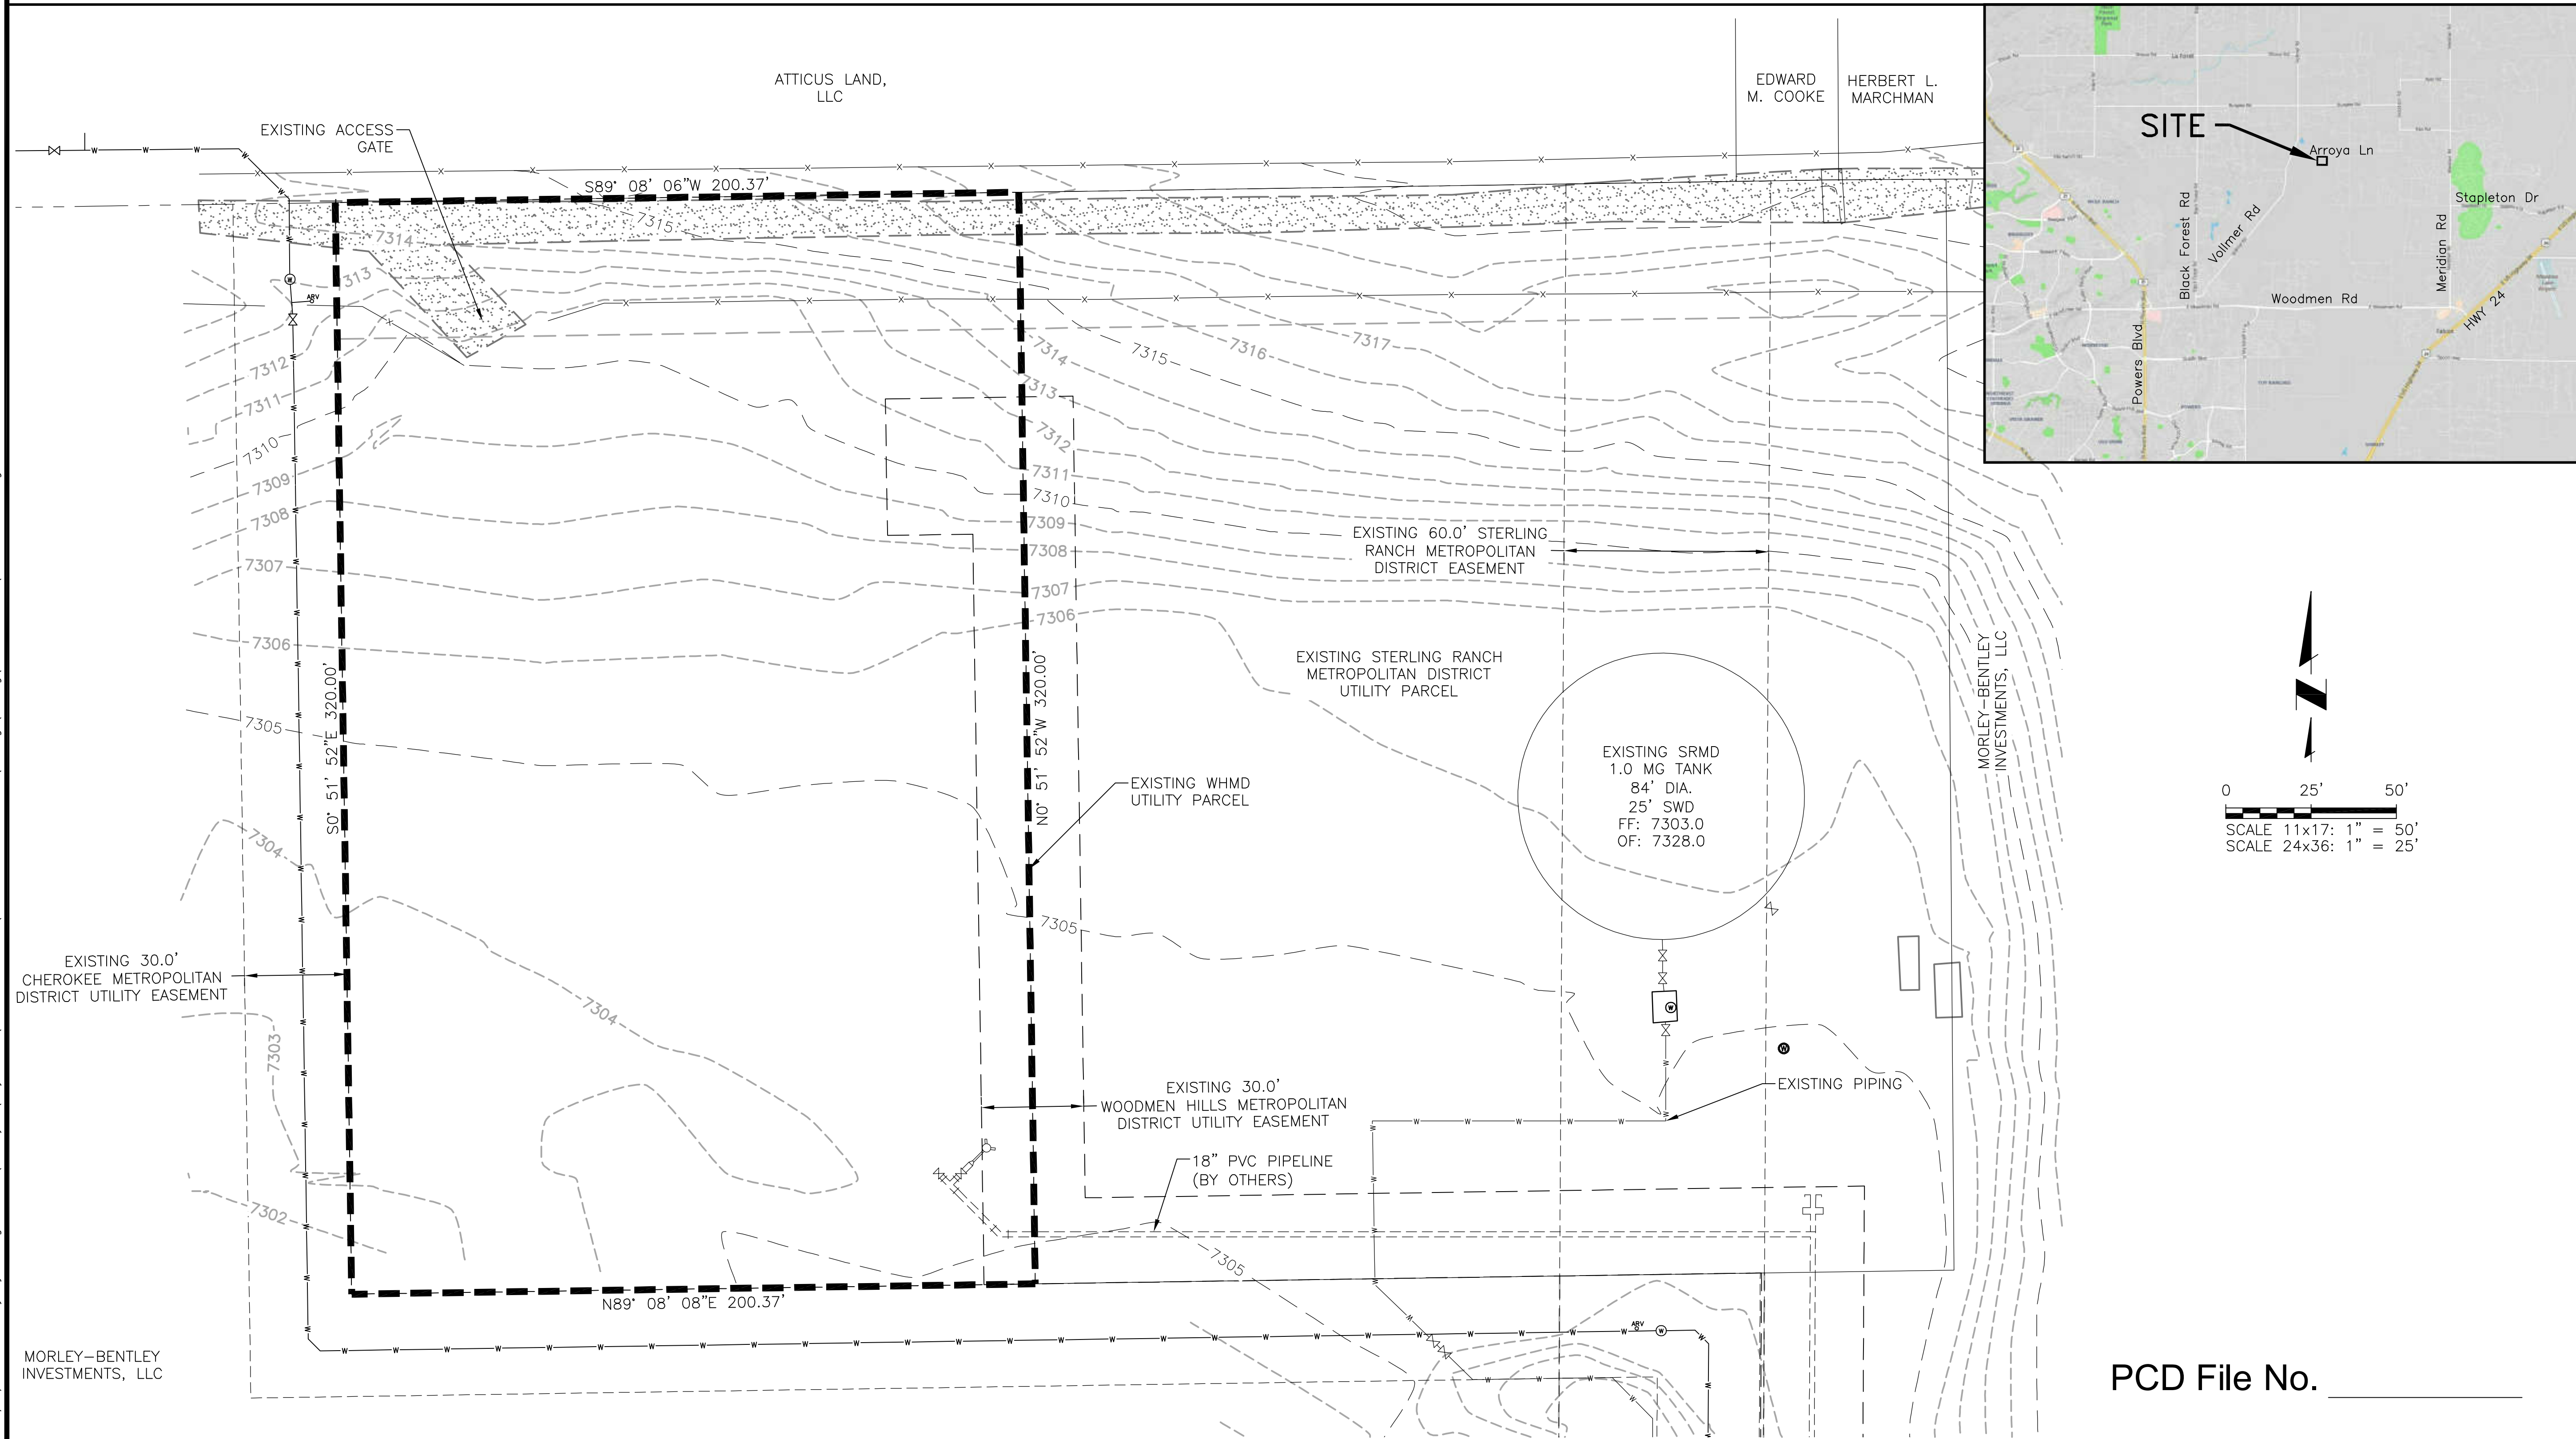 ATTICUS LAND,
LLC
EDWARD
M. COOKE
HERBERT L.
MARCHMAN
EXISTING ACCESS
GATE
S89° 08' 06"W 200.37'
SITE
Arroya Ln
Stapleton Dr
Black Forest Rd
Vollmer Rd
Meridian Rd
Woodmen Rd
HWY 24
Powers Blvd
7315
7314
7313
ARV
7312
7311
7310
7309
7308
7307
7306
7305
7304
7303
7302
7314
7313
7312
7311
7310
7309
7308
7307
7306
7315
7316
7317
EXISTING 60.0' STERLING
RANCH METROPOLITAN
DISTRICT EASEMENT
S0° 51' 52"E 320.00'
N0° 51' 52"W 320.00'
EXISTING STERLING RANCH
METROPOLITAN DISTRICT
UTILITY PARCEL
MORLEY-BENTLEY
INVESTMENTS, LLC
EXISTING SRMD
1.0 MG TANK
84' DIA.
25' SWD
FF: 7303.0
OF: 7328.0
EXISTING WHMD
UTILITY PARCEL
0 25' 50'
SCALE 11x17: 1" = 50'
SCALE 24x36: 1" = 25'
7305
EXISTING 30.0'
CHEROKEE METROPOLITAN
DISTRICT UTILITY EASEMENT
7304
EXISTING 30.0'
WOODMEN HILLS METROPOLITAN
DISTRICT UTILITY EASEMENT
EXISTING PIPING
18" PVC PIPELINE
(BY OTHERS)
7305
N89° 08' 08"E 200.37'
ARV
MORLEY-BENTLEY
INVESTMENTS, LLC
PCD File No.